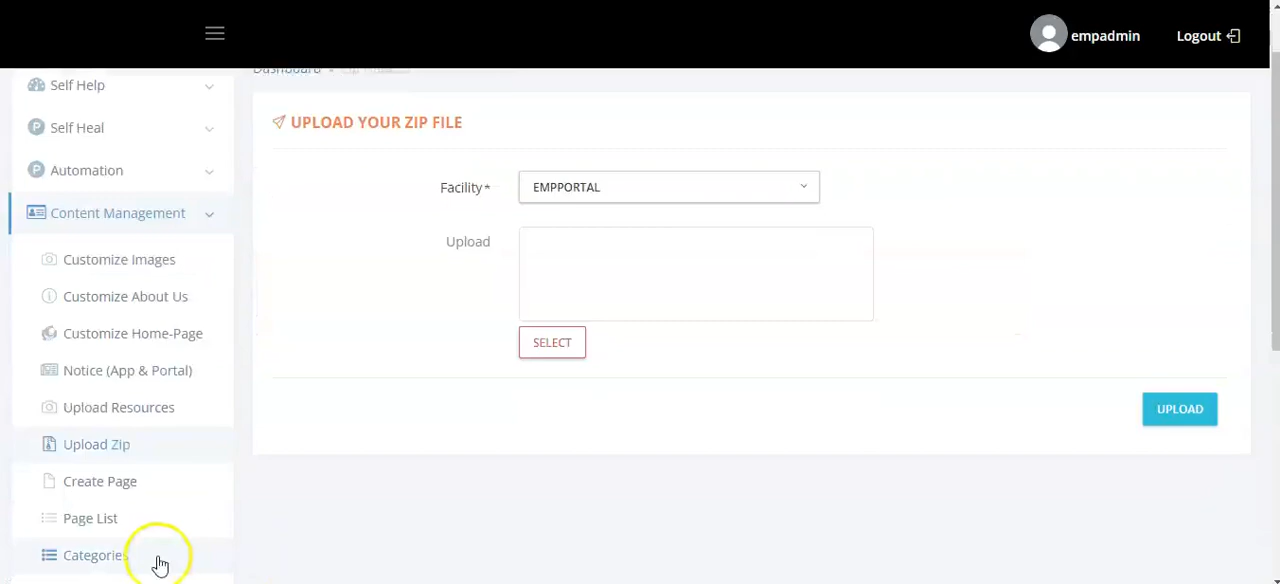 empadmin
Logout
Dashboard
Self Help
Self Heal
Automation
Content Management
Customize Images
Customize About Us
Customize Home-Page
Notice (App & Portal)
Upload Resources
Upload Zip
Create Page
Page List
Categories
UPLOAD YOUR ZIP FILE
Facility*
EMPPORTAL
Upload
SELECT
UPLOAD